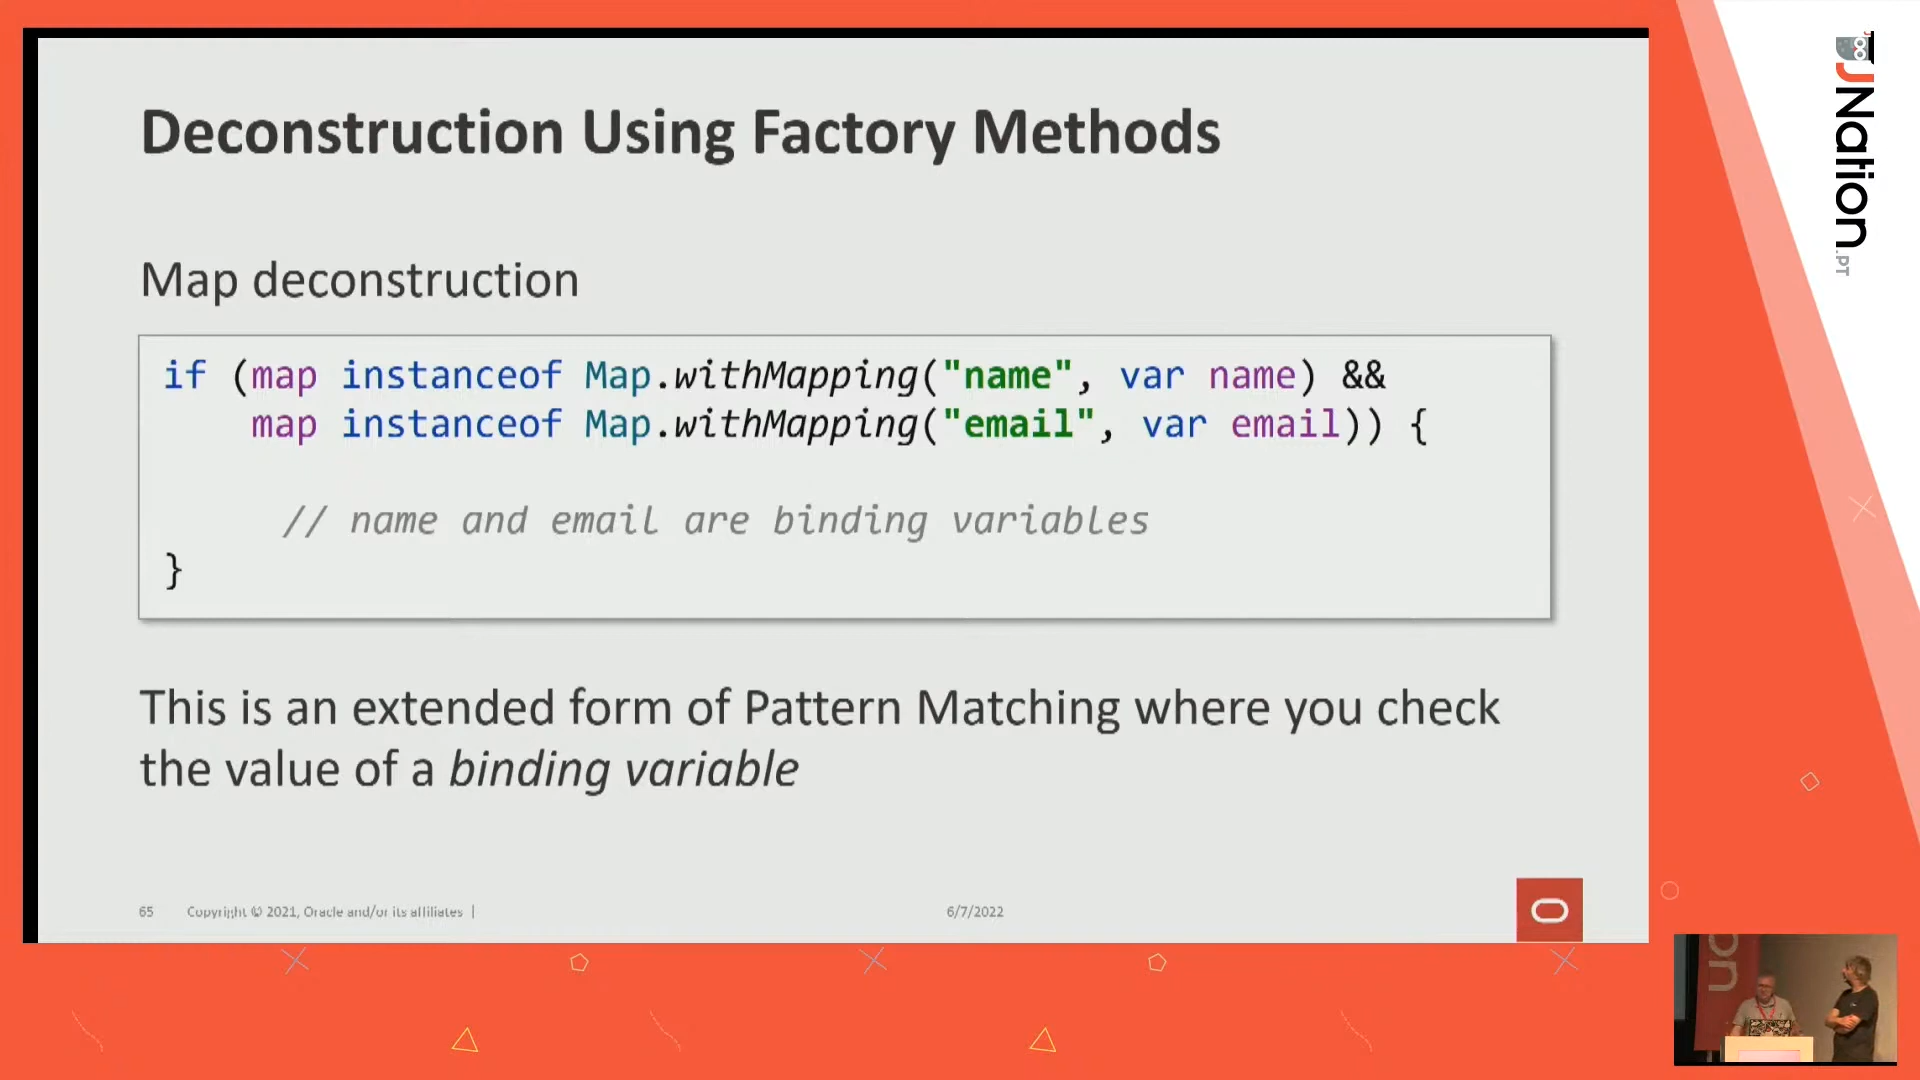 Deconstruction Using Factory Methods
Map deconstruction
if (map instanceof Map.withMapping("name", var name) &&
map instanceof Map.withMapping("email", var email)) {
// name and email are binding variables
}
This is an extended form of Pattern Matching where you check
the value of a binding variable
65 Copyright © 2021, Oracle and/or its affiliates |
6/7/2022
JNation
.PT
on